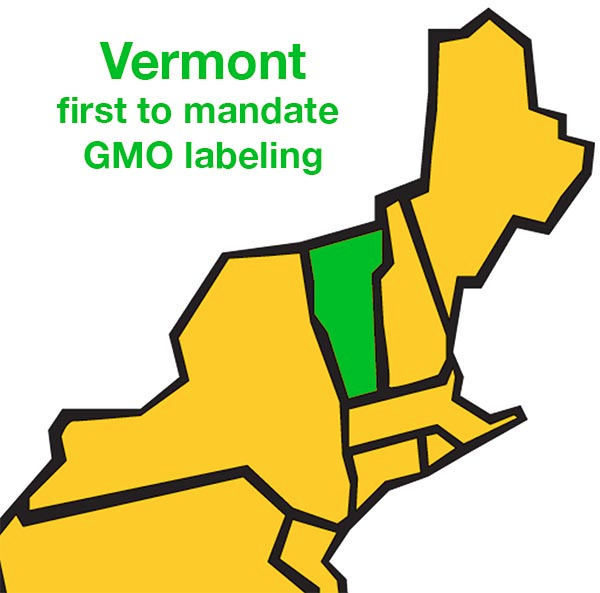 Vermont
first to mandate
GMO labeling